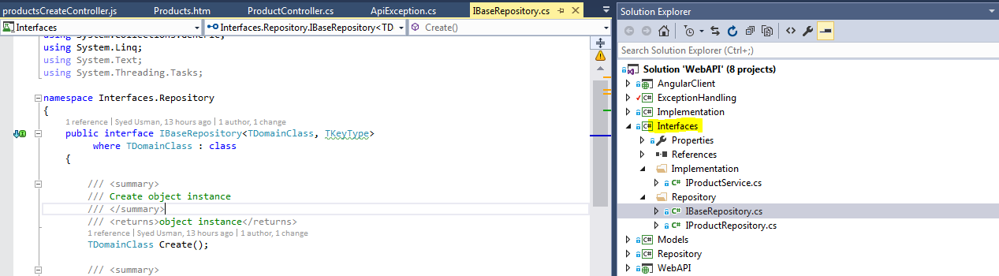 productsCreateController.js Products.htm ProductController.cs ApiException.cs IBaseRepository.cs
Interfaces Interfaces.Repository.IBaseRepository<TD Create()
using System.Collections.Generic;
using System.Linq;
using System.Text;
using System.Threading.Tasks;
namespace Interfaces.Repository
{
1 reference | Syed Usman, 13 hours ago | 1 author, 1 change
public interface IBaseRepository<TDomainClass, TKeyType>
where TDomainClass : class
{
/// <summary>
/// Create object instance
/// </summary>
/// <returns>object instance</returns>
1 reference | Syed Usman, 13 hours ago | 1 author, 1 change
TDomainClass Create();
/// <summary>
Solution Explorer
Search Solution Explorer (Ctrl+;)
Solution 'WebAPI' (8 projects)
AngularClient
C# ExceptionHandling
C# Implementation
C# Interfaces
Properties
References
Implementation
C# IProductService.cs
Repository
C# IBaseRepository.cs
C# IProductRepository.cs
C# Models
C# Repository
WebAPI